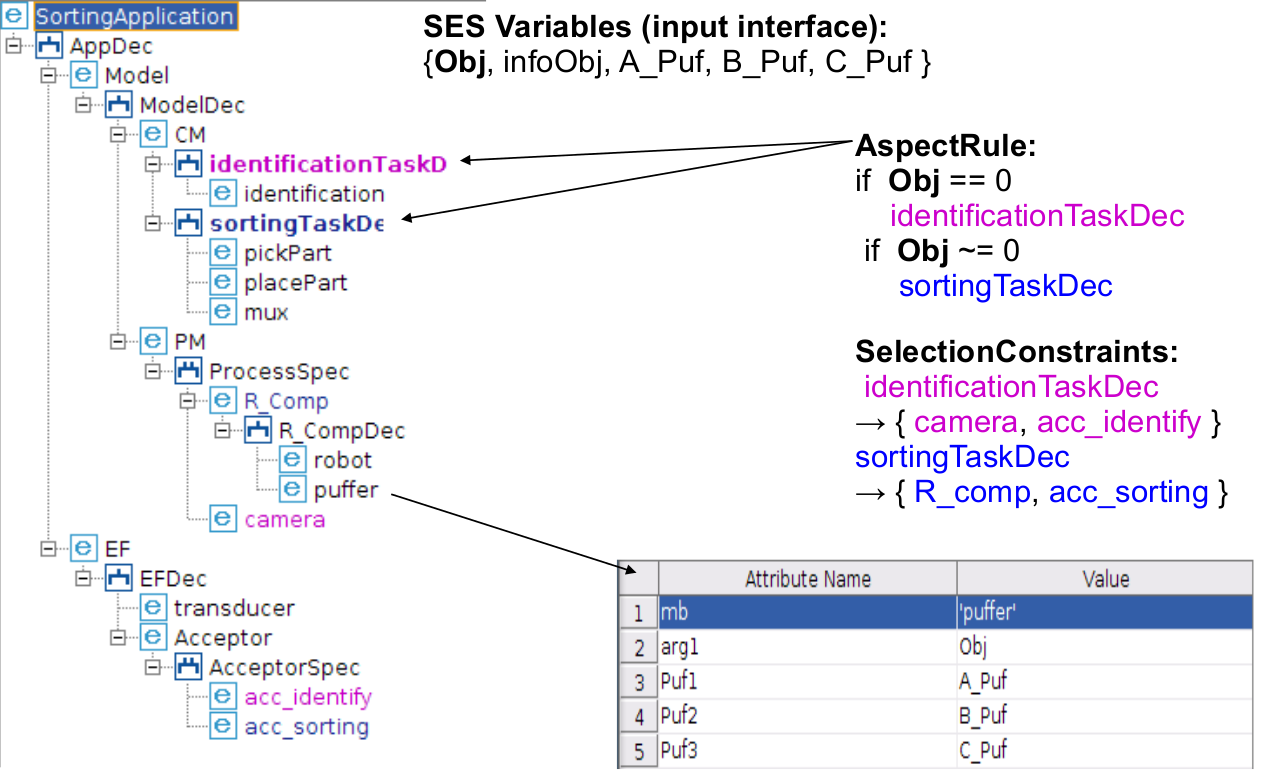 SortingApplication
AppDec
Model
ModelDec
CM
identificationTaskD
identification
sortingTaskDe
pickPart
placePart
mux
PM
ProcessSpec
R_Comp
R_CompDec
robot
puffer
camera
EF
EFDec
transducer
Acceptor
AcceptorSpec
acc_identify
acc_sorting
SES Variables (input interface):
{Obj, infoObj, A_Puf, B_Puf, C_Puf }
AspectRule:
if Obj == 0
identificationTaskDec
if Obj ~= 0
sortingTaskDec
SelectionConstraints:
identificationTaskDec
→ { camera, acc_identify }
sortingTaskDec
→ { R_comp, acc_sorting }
Attribute Name Value
1 mb 'puffer'
2 arg1 Obj
3 Puf1 A_Puf
4 Puf2 B_Puf
5 Puf3 C_Puf